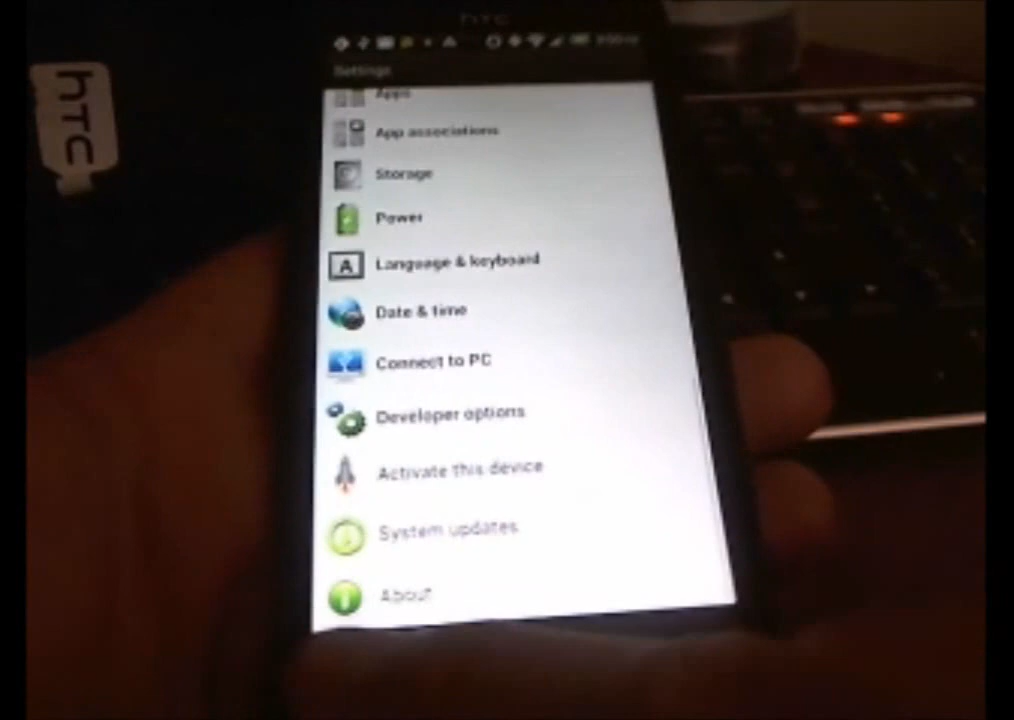 hTC
hTC
Settings
Apps
App associations
Storage
Power
A
Language & keyboard
Date & time
Connect to PC
Developer options
Activate this device
System updates
About